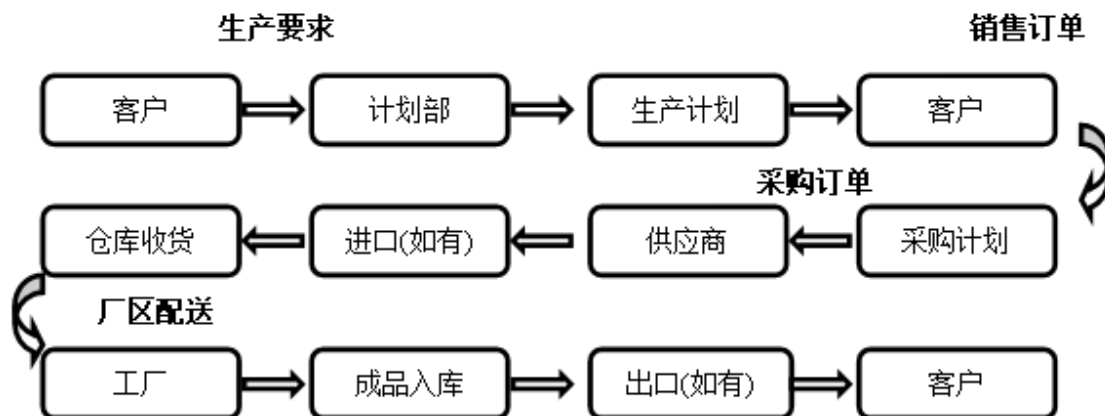 生产要求 销售订单
客户 计划部 生产计划 客户
采购订单
仓库收货 进口(如有) 供应商 采购计划
厂区配送
工厂 成品入库 出口(如有) 客户